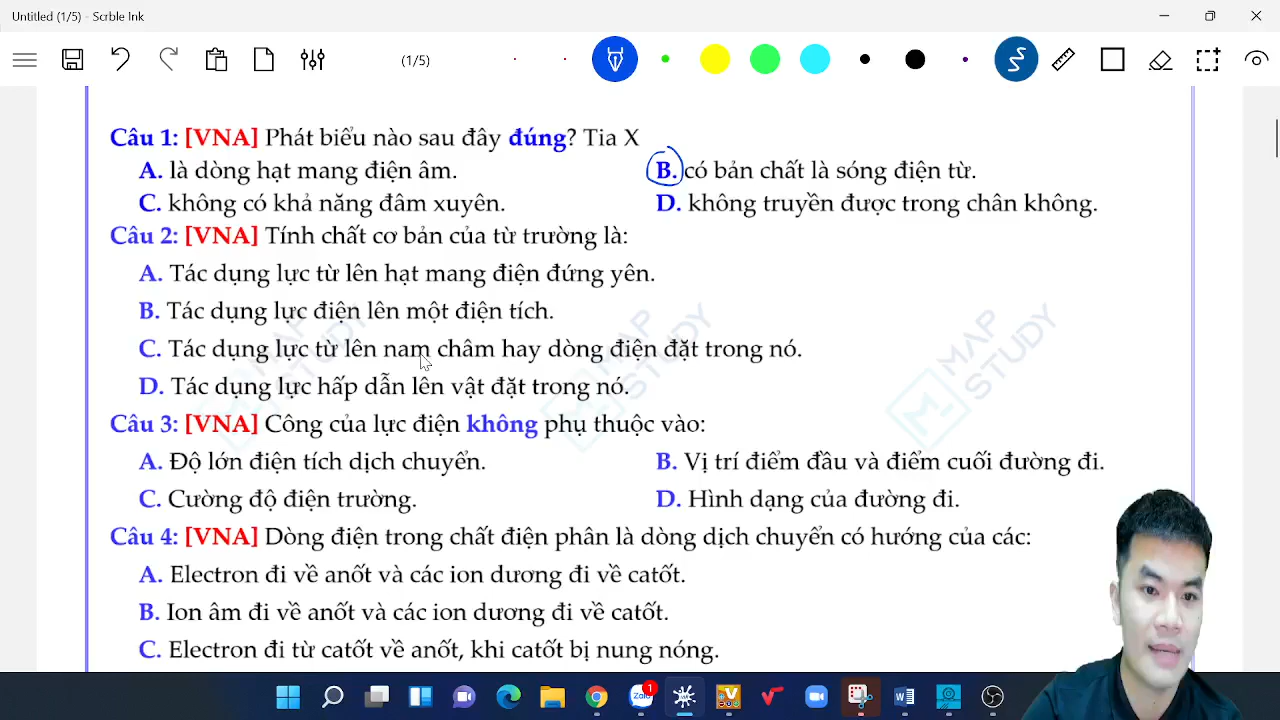 Untitled (1/5) - Scrble Ink
(1/5)
Câu 1: [VNA] Phát biểu nào sau đây đúng? Tia X
A. là dòng hạt mang điện âm. B. có bản chất là sóng điện từ.
C. không có khả năng đâm xuyên. D. không truyền được trong chân không.
Câu 2: [VNA] Tính chất cơ bản của từ trường là:
A. Tác dụng lực từ lên hạt mang điện đứng yên.
B. Tác dụng lực điện lên một điện tích.
C. Tác dụng lực từ lên nam châm hay dòng điện đặt trong nó.
D. Tác dụng lực hấp dẫn lên vật đặt trong nó.
Câu 3: [VNA] Công của lực điện không phụ thuộc vào:
A. Độ lớn điện tích dịch chuyển. B. Vị trí điểm đầu và điểm cuối đường đi.
C. Cường độ điện trường. D. Hình dạng của đường đi.
Câu 4: [VNA] Dòng điện trong chất điện phân là dòng dịch chuyển có hướng của các:
A. Electron đi về anốt và các ion dương đi về catốt.
B. Ion âm đi về anốt và các ion dương đi về catốt.
C. Electron đi từ catốt về anốt, khi catốt bị nung nóng.
MAP STUDY
MAP STUDY
MAP STUDY
Zalo
1